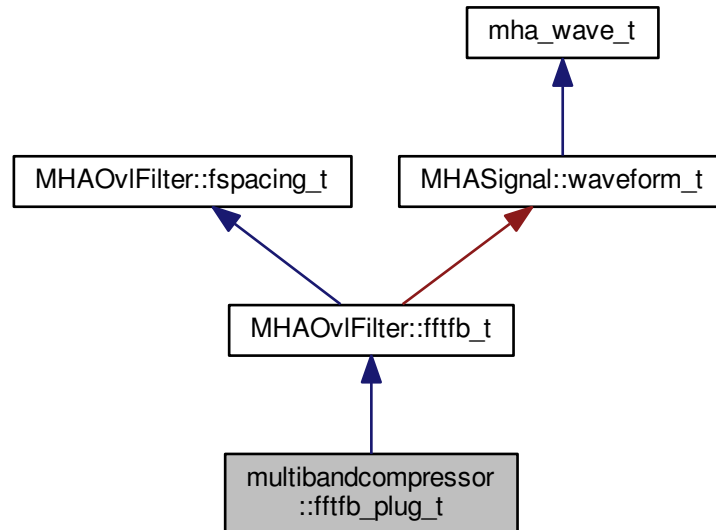 mha_wave_t
MHAOvlFilter::fspacing_t
MHASignal::waveform_t
MHAOvlFilter::fftfb_t
multibandcompressor
::fftfb_plug_t